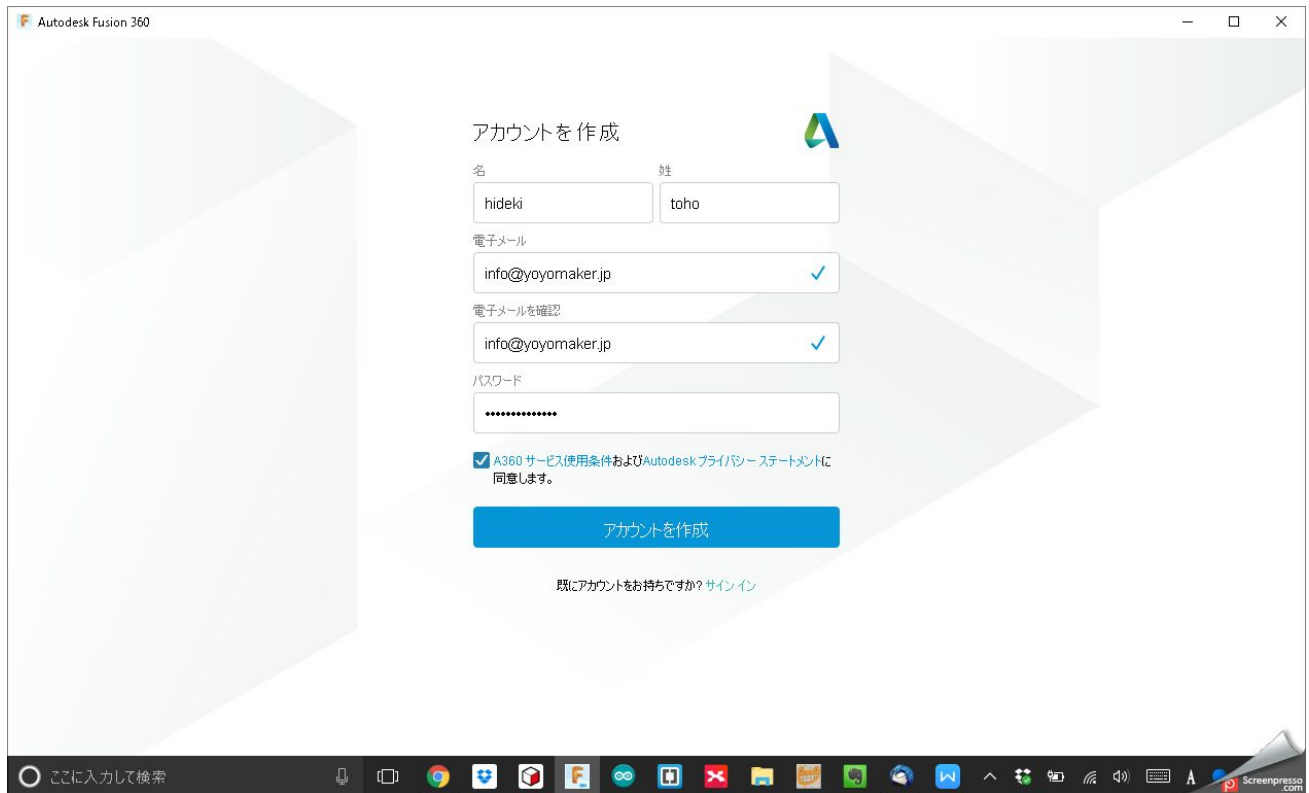 Autodesk Fusion 360
アカウントを作成
名 姓
hideki toho
電子メール
info@yoyomaker.jp
電子メールを確認
info@yoyomaker.jp
パスワード
••••••••••••••
A360 サービス使用条件およびAutodesk プライバシー ステートメントに
同意します。
アカウントを作成
既にアカウントをお持ちですか? サイン イン
ここに入力して検索
A
Screenpresso
.com